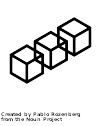 Created by Pablo Rozenberg
from the Noun Project